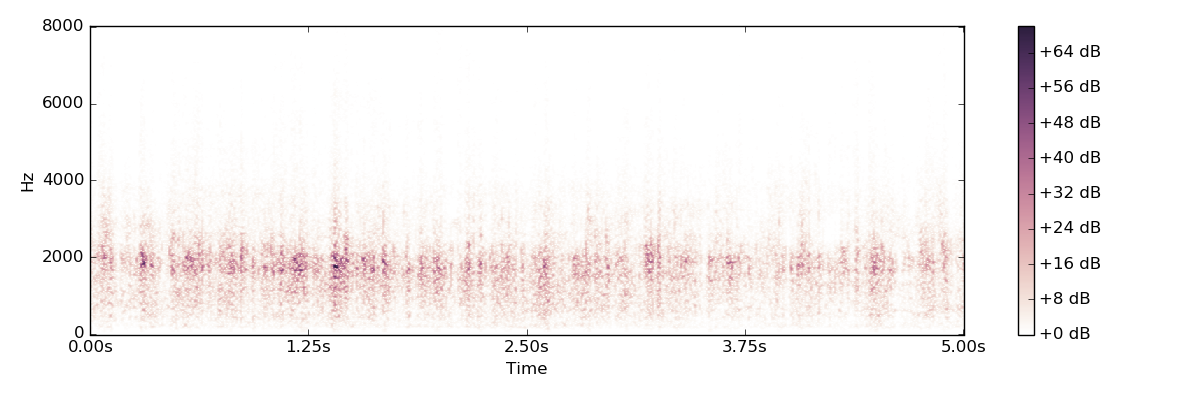 8000
6000
4000
2000
0
Hz
0.00s
1.25s
2.50s
3.75s
5.00s
Time
+64 dB
+56 dB
+48 dB
+40 dB
+32 dB
+24 dB
+16 dB
+8 dB
+0 dB